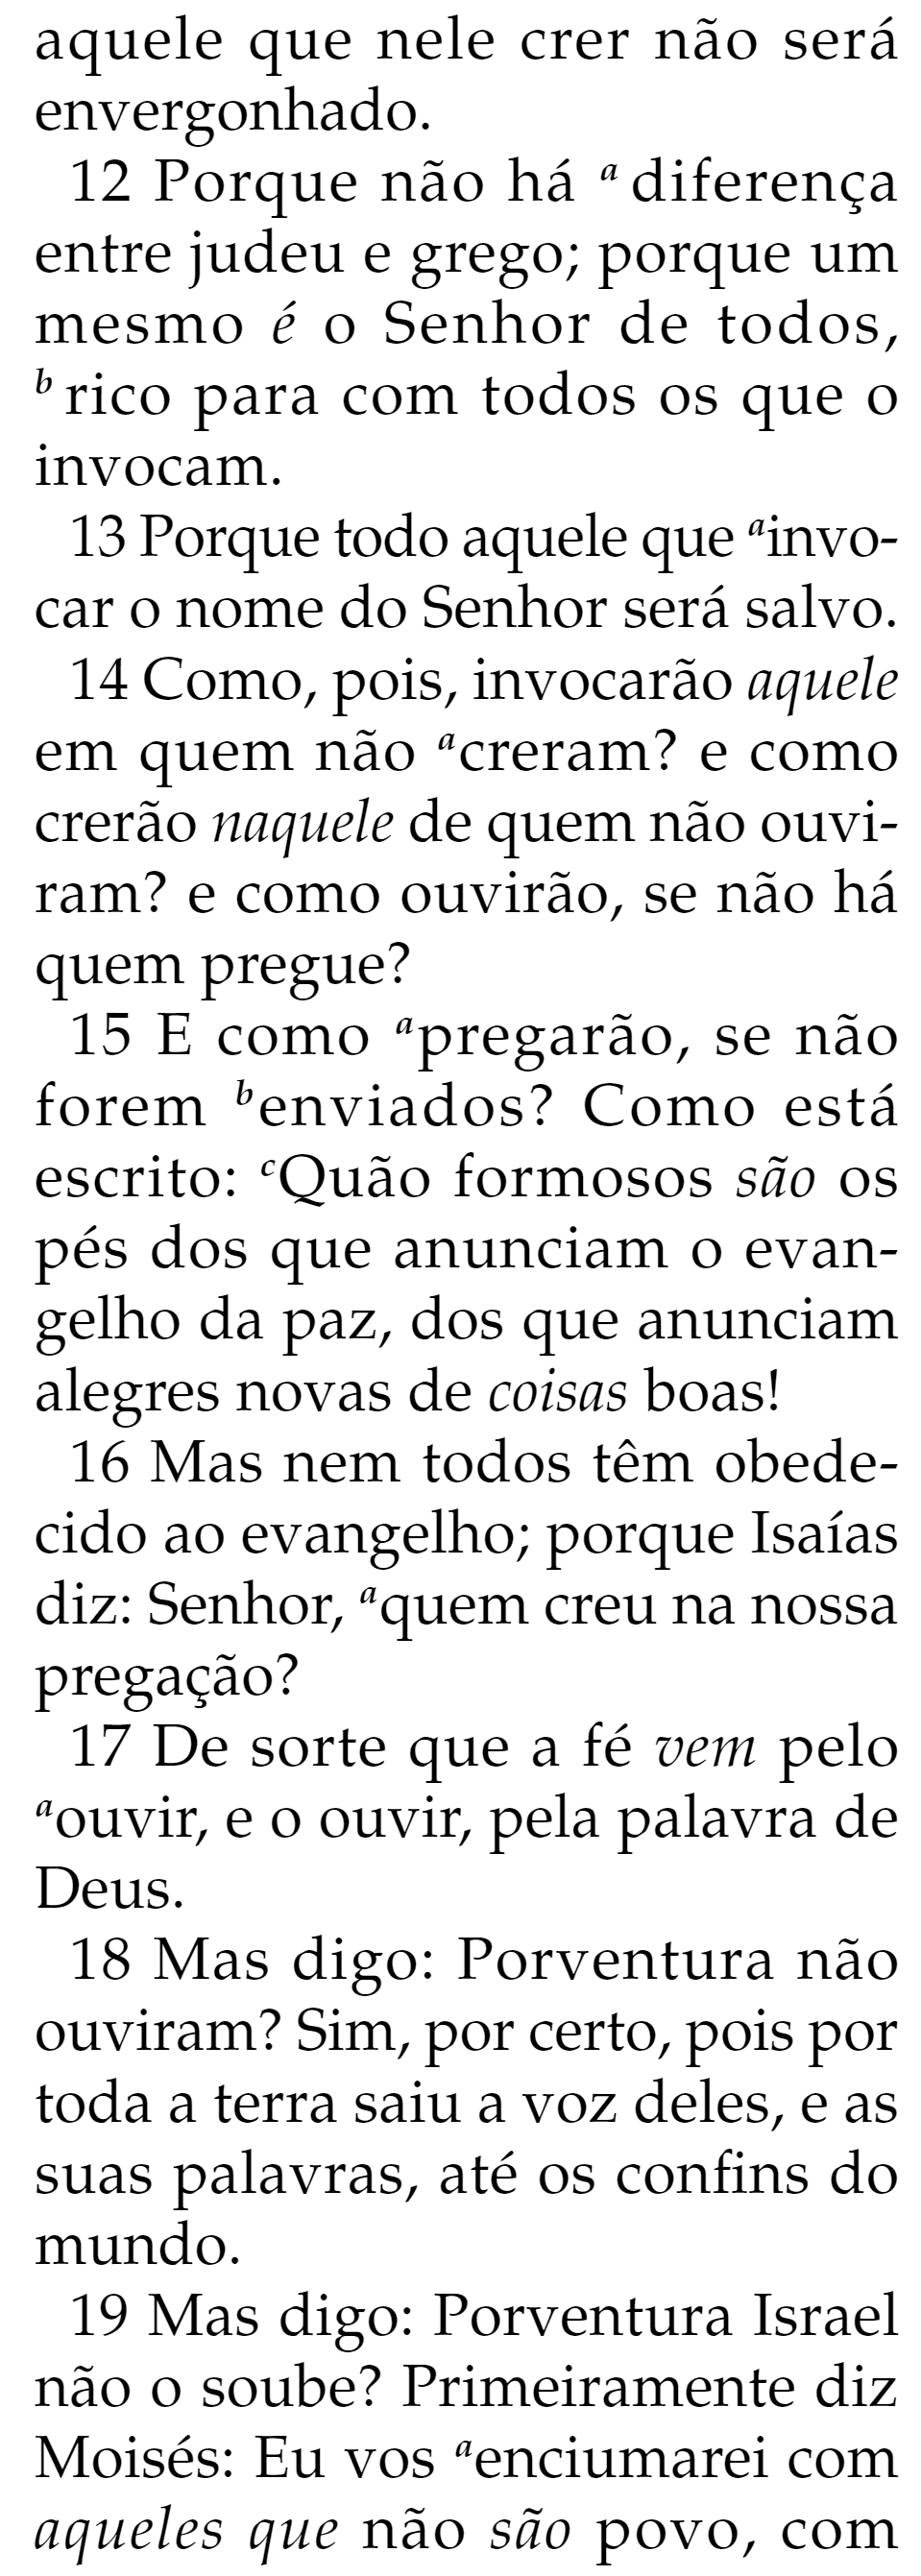 aquele que nele crer não será
envergonhado.
12 Porque não há a diferença
entre judeu e grego; porque um
mesmo é o Senhor de todos,
b rico para com todos os que o
invocam.
13 Porque todo aquele que ainvo-
car o nome do Senhor será salvo.
14 Como, pois, invocarão aquele
em quem não acreram? e como
crerão naquele de quem não ouvi-
ram? e como ouvirão, se não há
quem pregue?
15 E como apregarão, se não
forem benviados? Como está
escrito: cQuão formosos são os
pés dos que anunciam o evan-
gelho da paz, dos que anunciam
alegres novas de coisas boas!
16 Mas nem todos têm obede-
cido ao evangelho; porque Isaías
diz: Senhor, aquem creu na nossa
pregação?
17 De sorte que a fé vem pelo
aouvir, e o ouvir, pela palavra de
Deus.
18 Mas digo: Porventura não
ouviram? Sim, por certo, pois por
toda a terra saiu a voz deles, e as
suas palavras, até os confins do
mundo.
19 Mas digo: Porventura Israel
não o soube? Primeiramente diz
Moisés: Eu vos aenciumarei com
aqueles que não são povo, com